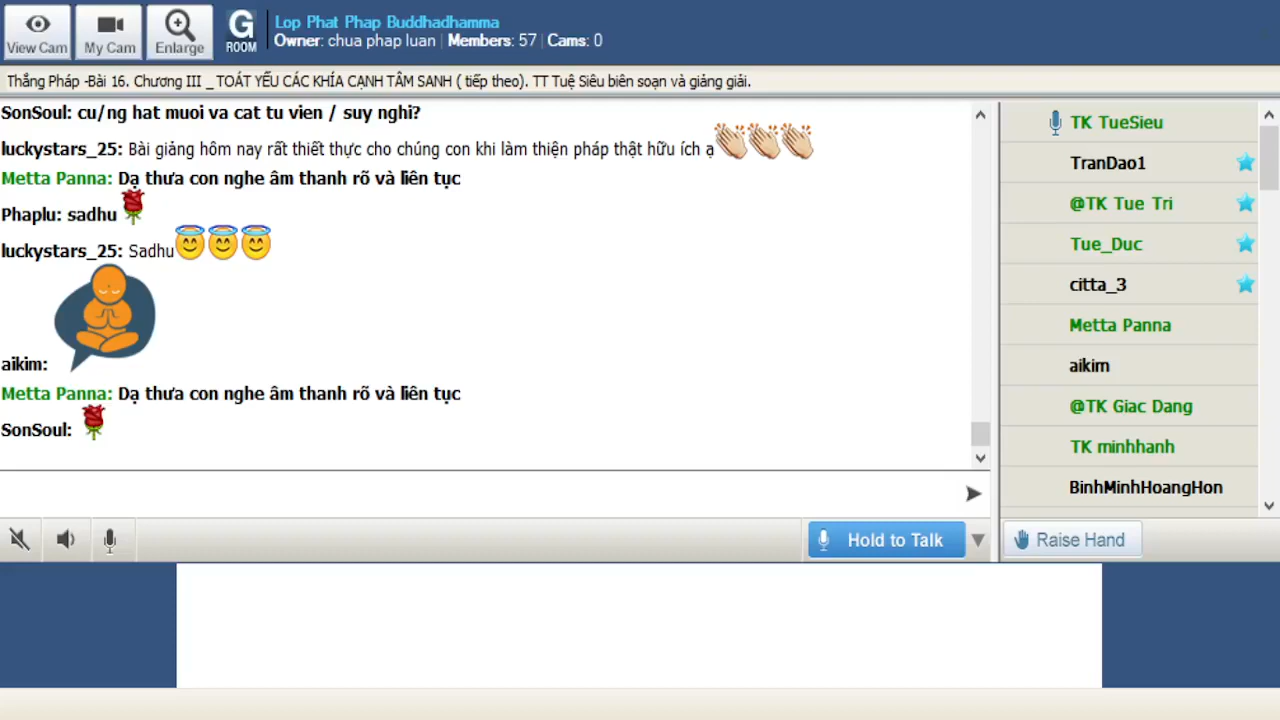 View Cam
My Cam
Enlarge
G
ROOM
Lop Phat Phap Buddhadhamma
Owner: chua phap luan | Members: 57 | Cams: 0
Thắng Pháp -Bài 16. Chương III _ TOÁT YẾU CÁC KHÍA CẠNH TÂM SANH ( tiếp theo). TT Tuệ Siêu biên soạn và giảng giải.
SonSoul: cu/ng hat muoi va cat tu vien / suy nghi?
luckystars_25: Bài giảng hôm nay rất thiết thực cho chúng con khi làm thiện pháp thật hữu ích ạ
Metta Panna: Dạ thưa con nghe âm thanh rõ và liên tục
Phaplu: sadhu
luckystars_25: Sadhu
aikim:
Metta Panna: Dạ thưa con nghe âm thanh rõ và liên tục
SonSoul:
TK TueSieu
TranDao1
@TK Tue Tri
Tue_Duc
citta_3
Metta Panna
aikim
@TK Giac Dang
TK minhhanh
BinhMinhHoangHon
Hold to Talk
Raise Hand